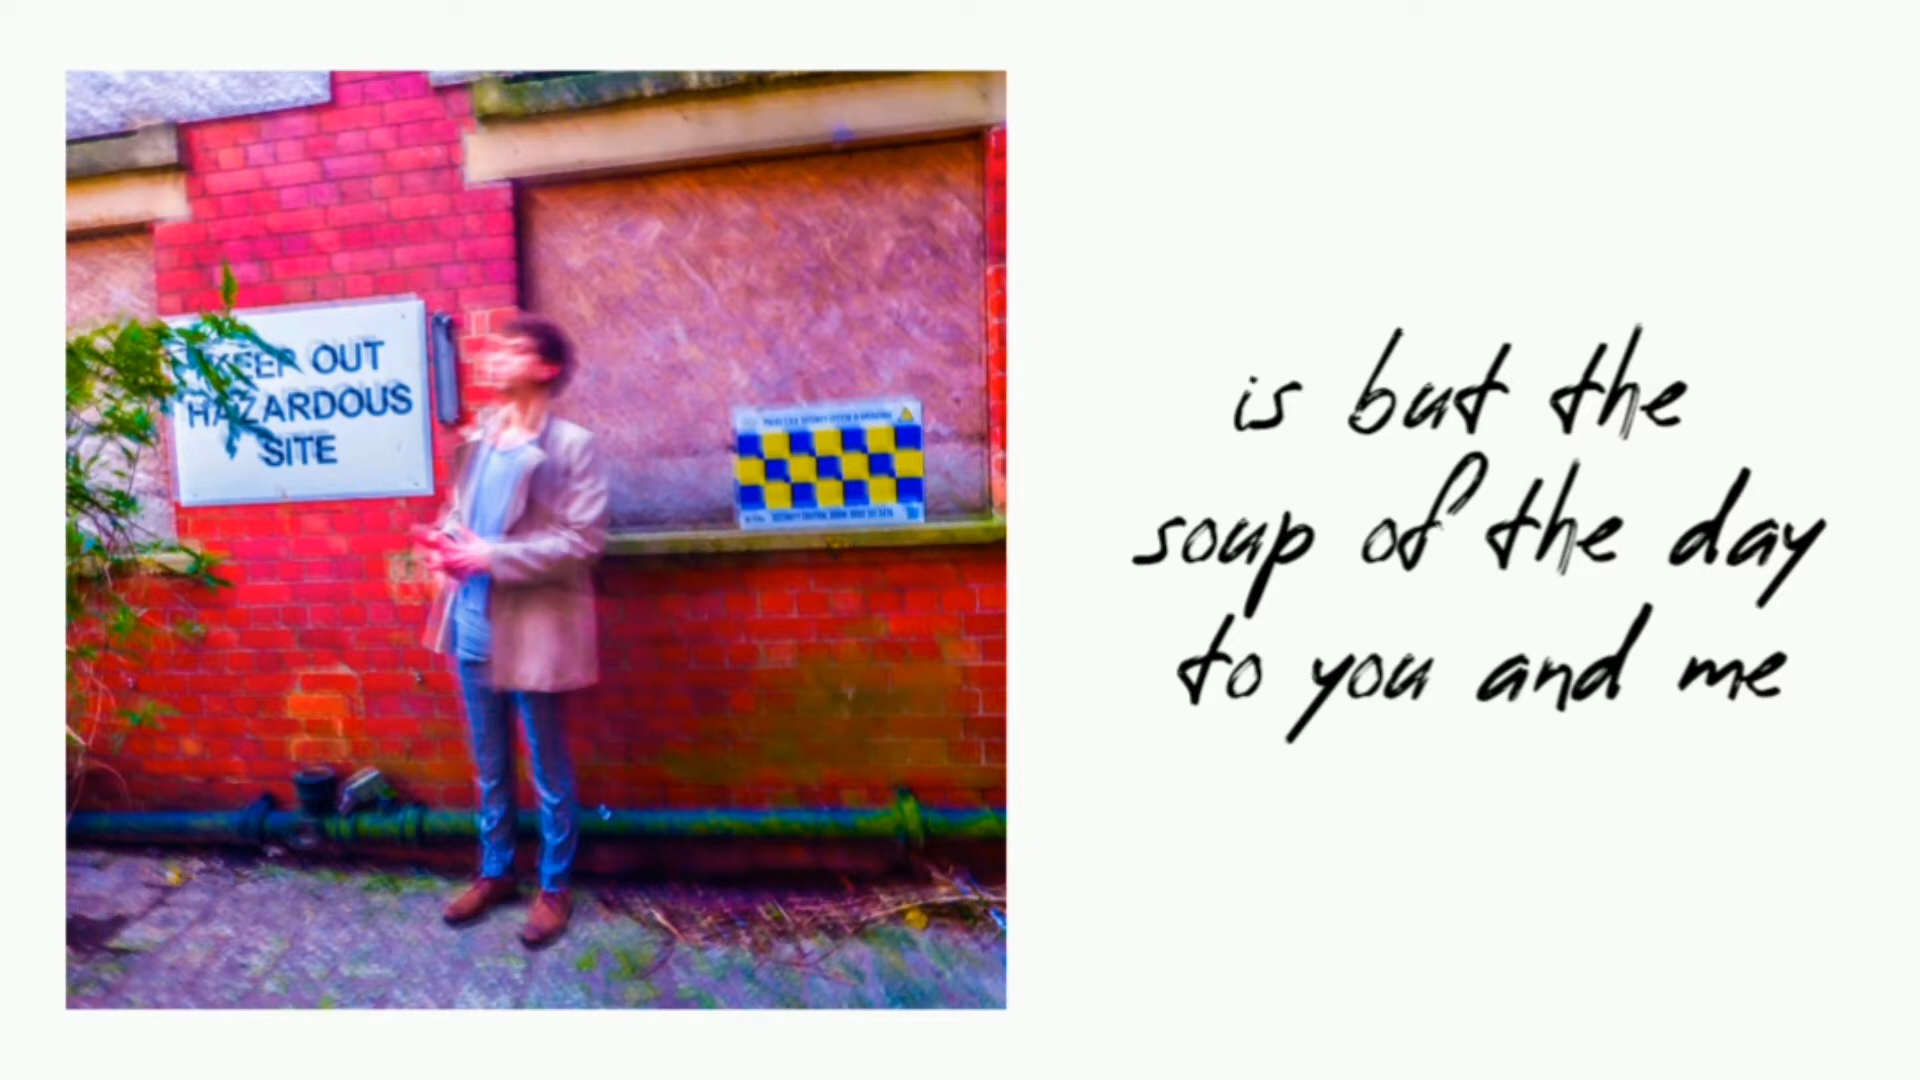 KEEP OUT
HAZARDOUS
SITE
is but the
soup of the day
to you and me